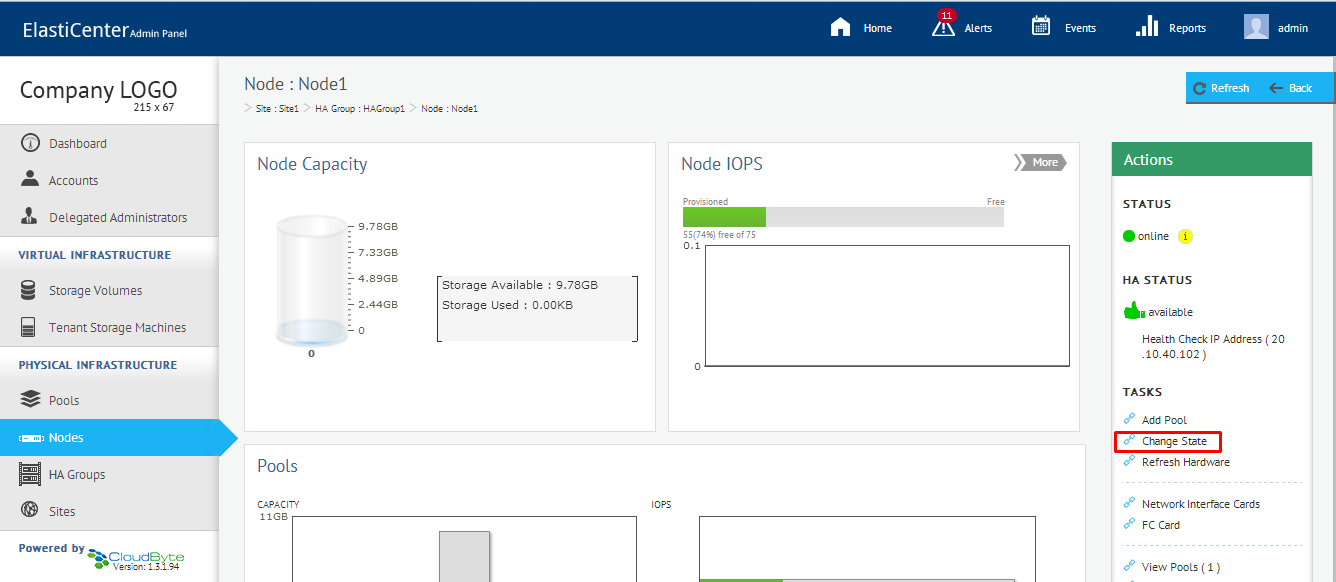 ElastiCenter Admin Panel
Home
11
Alerts
Events
Reports
admin
Company LOGO
215 x 67
Dashboard
Accounts
Delegated Administrators
VIRTUAL INFRASTRUCTURE
Storage Volumes
Tenant Storage Machines
PHYSICAL INFRASTRUCTURE
Pools
Nodes
HA Groups
Sites
Powered by
CloudByte
Version: 1.3.1.94
Node : Node1
Site : Site1 > HA Group : HAGroup1 > Node : Node1
Refresh
Back
Node Capacity
9.78GB
7.33GB
4.89GB
2.44GB
0
0
Storage Available : 9.78GB
Storage Used : 0.00KB
Node IOPS
More
Provisioned
Free
55(74%) free of 75
0.1
0
Pools
CAPACITY
11GB
IOPS
Actions
STATUS
online
i
HA STATUS
available
Health Check IP Address ( 20
.10.40.102 )
TASKS
Add Pool
Change State
Refresh Hardware
Network Interface Cards
FC Card
View Pools ( 1 )